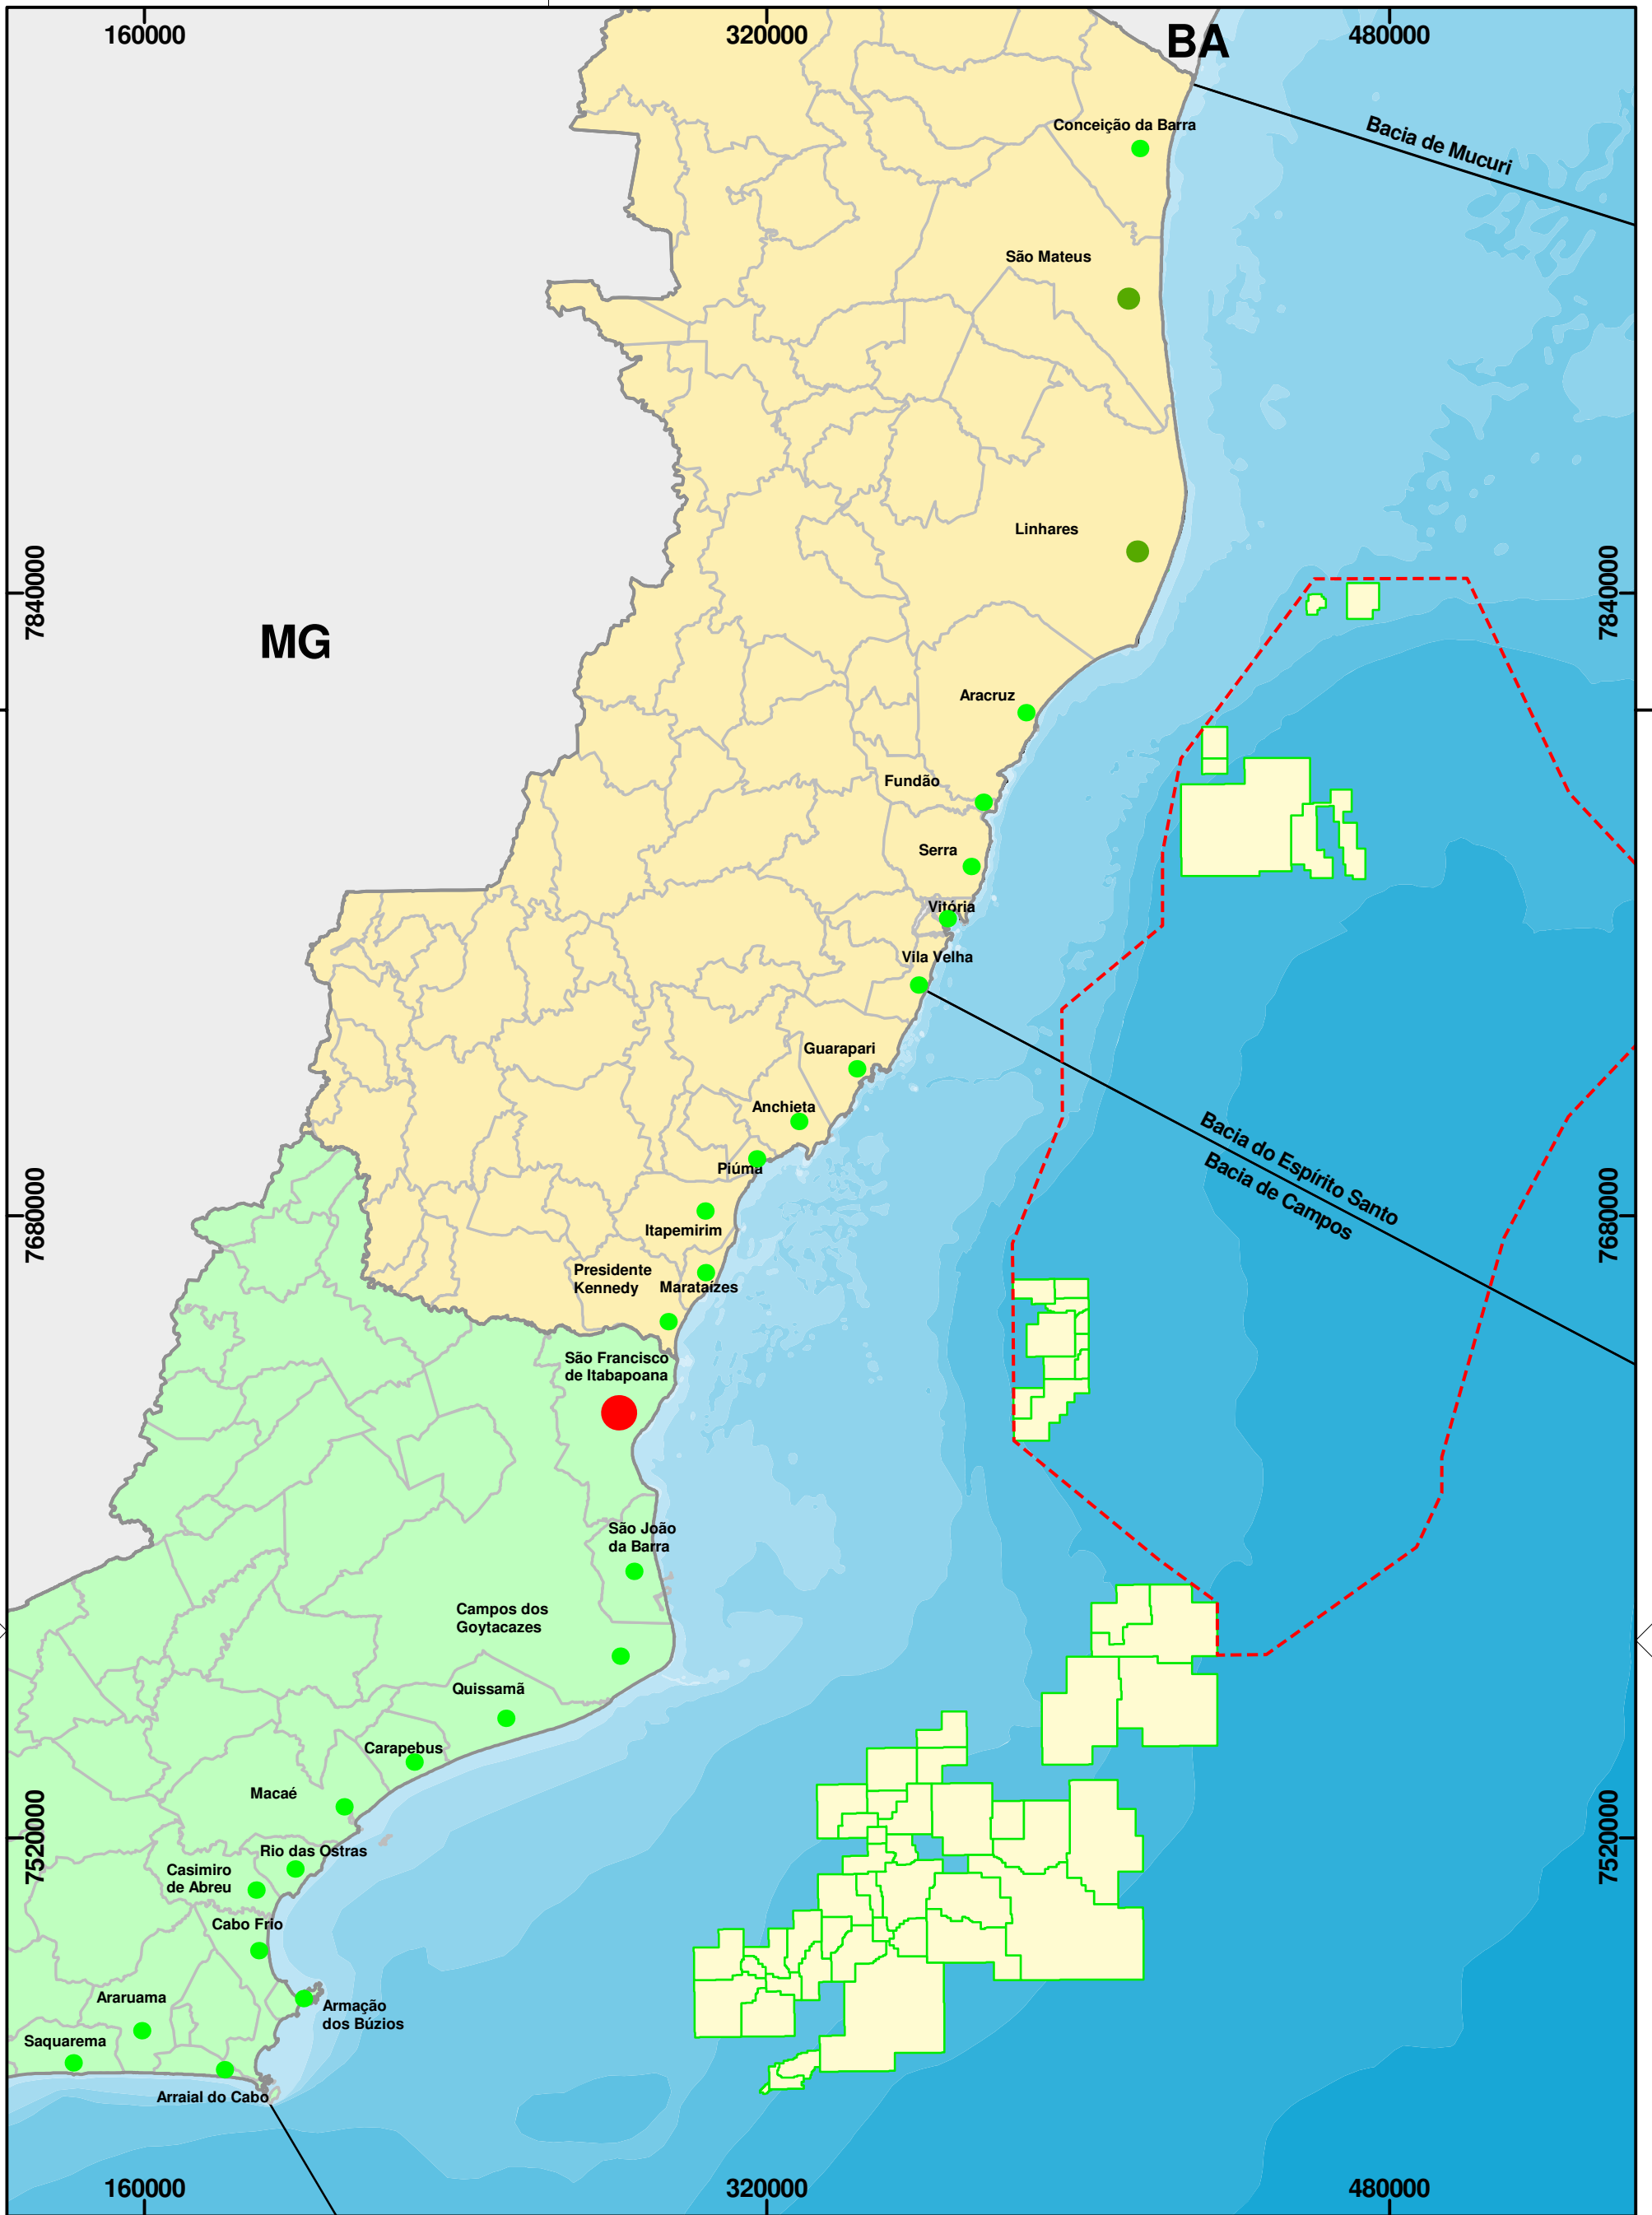 160000
320000
480000
BA
Conceição da Barra
Bacia de Mucuri
São Mateus
Linhares
7840000
7840000
MG
Aracruz
Fundão
Serra
Vitória
Vila Velha
Guarapari
Anchieta
Piúma
Bacia do Espírito Santo
Bacia de Campos
7680000
7680000
Itapemirim
Presidente
Kennedy
Marataízes
São Francisco
de Itabapoana
São João
da Barra
Campos dos
Goytacazes
Quissamã
Carapebus
Macaé
7520000
7520000
Rio das Ostras
Casimiro
de Abreu
Cabo Frio
Araruama
Armação
dos Búzios
Saquarema
Arraial do Cabo
160000
320000
480000